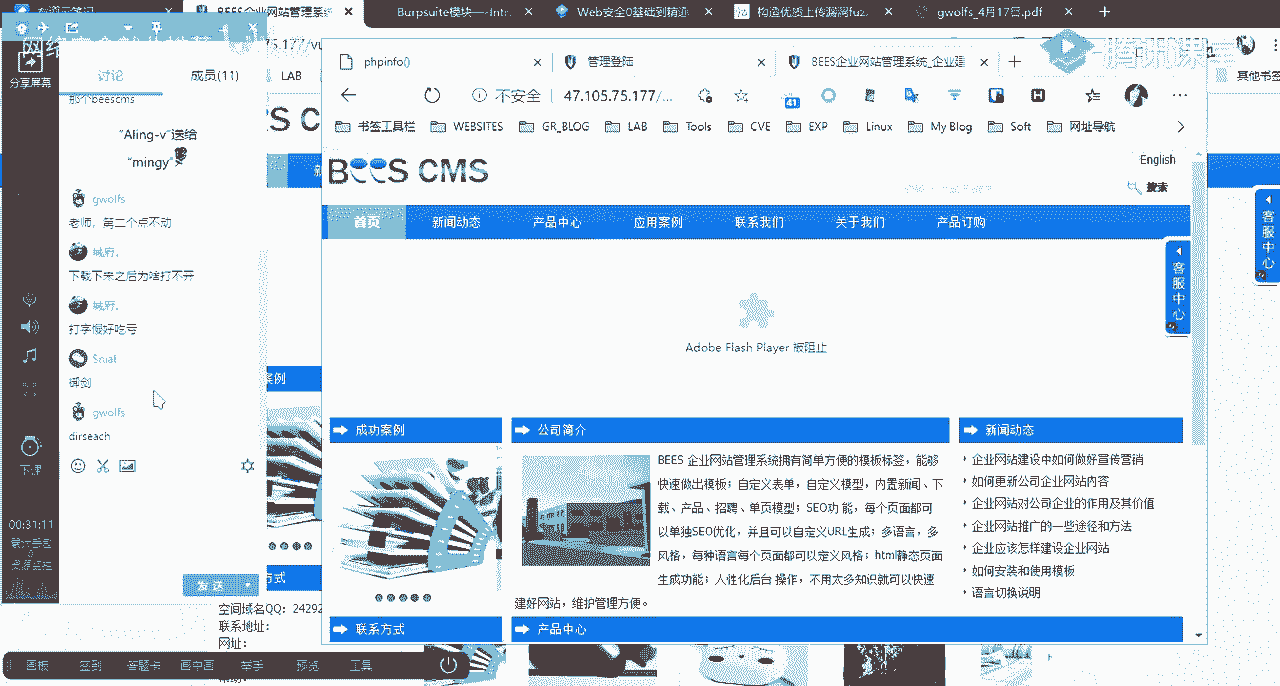 BEES企业网站管理系统
Burpsuite模块—-Intr...
Web安全0基础到精通
构造优质上传漏洞fuz...
gwolfs_4月17日.pdf
腾讯课堂
分享屏幕
讨论
成员(11)
LAB
其他书签
那个beescms
"Aling-v"送给
"mingy"
gwolfs
老师，第二个点不动
城府、
下载下来之后为啥打不开
城府、
打字慢好吃亏
御剑
gwolfs
dirseach
下课
00:31:11
发送
画板
签到
答题卡
画中画
举手
预览
工具
phpinfo()
管理登陆
BEES企业网站管理系统_企业建
不安全
47.105.75.177/...
41
书签工具栏
WEBSITES
GR_BLOG
LAB
Tools
CVE
EXP
Linux
My Blog
Soft
网址导航
BEES CMS
English
搜索
首页
新闻动态
产品中心
应用案例
联系我们
关于我们
产品订购
客服中心
客服中心
Adobe Flash Player 被阻止
成功案例
公司简介
新闻动态
BEES 企业网站管理系统拥有简单方便的模板标签，能够
快速做出模板；自定义表单，自定义模型，内置新闻、下
载、产品、招聘、单页模型；SEO功能，每个页面都可
以单独SEO优化，并且可以自定义URL生成；多语言，多
风格，每种语言每个页面都可以定义风格；html静态页面
生成功能；人性化后台 操作，不用太多知识就可以快速
建好网站，维护管理方便。
企业网站建设中如何做好宣传营销
如何更新公司企业网站内容
企业网站对公司企业的作用及其价值
企业网站推广的一些途径和方法
企业应该怎样建设企业网站
如何安装和使用模板
语言切换说明
联系方式
产品中心
空间域名QQ：24292
联系地址：
网址：